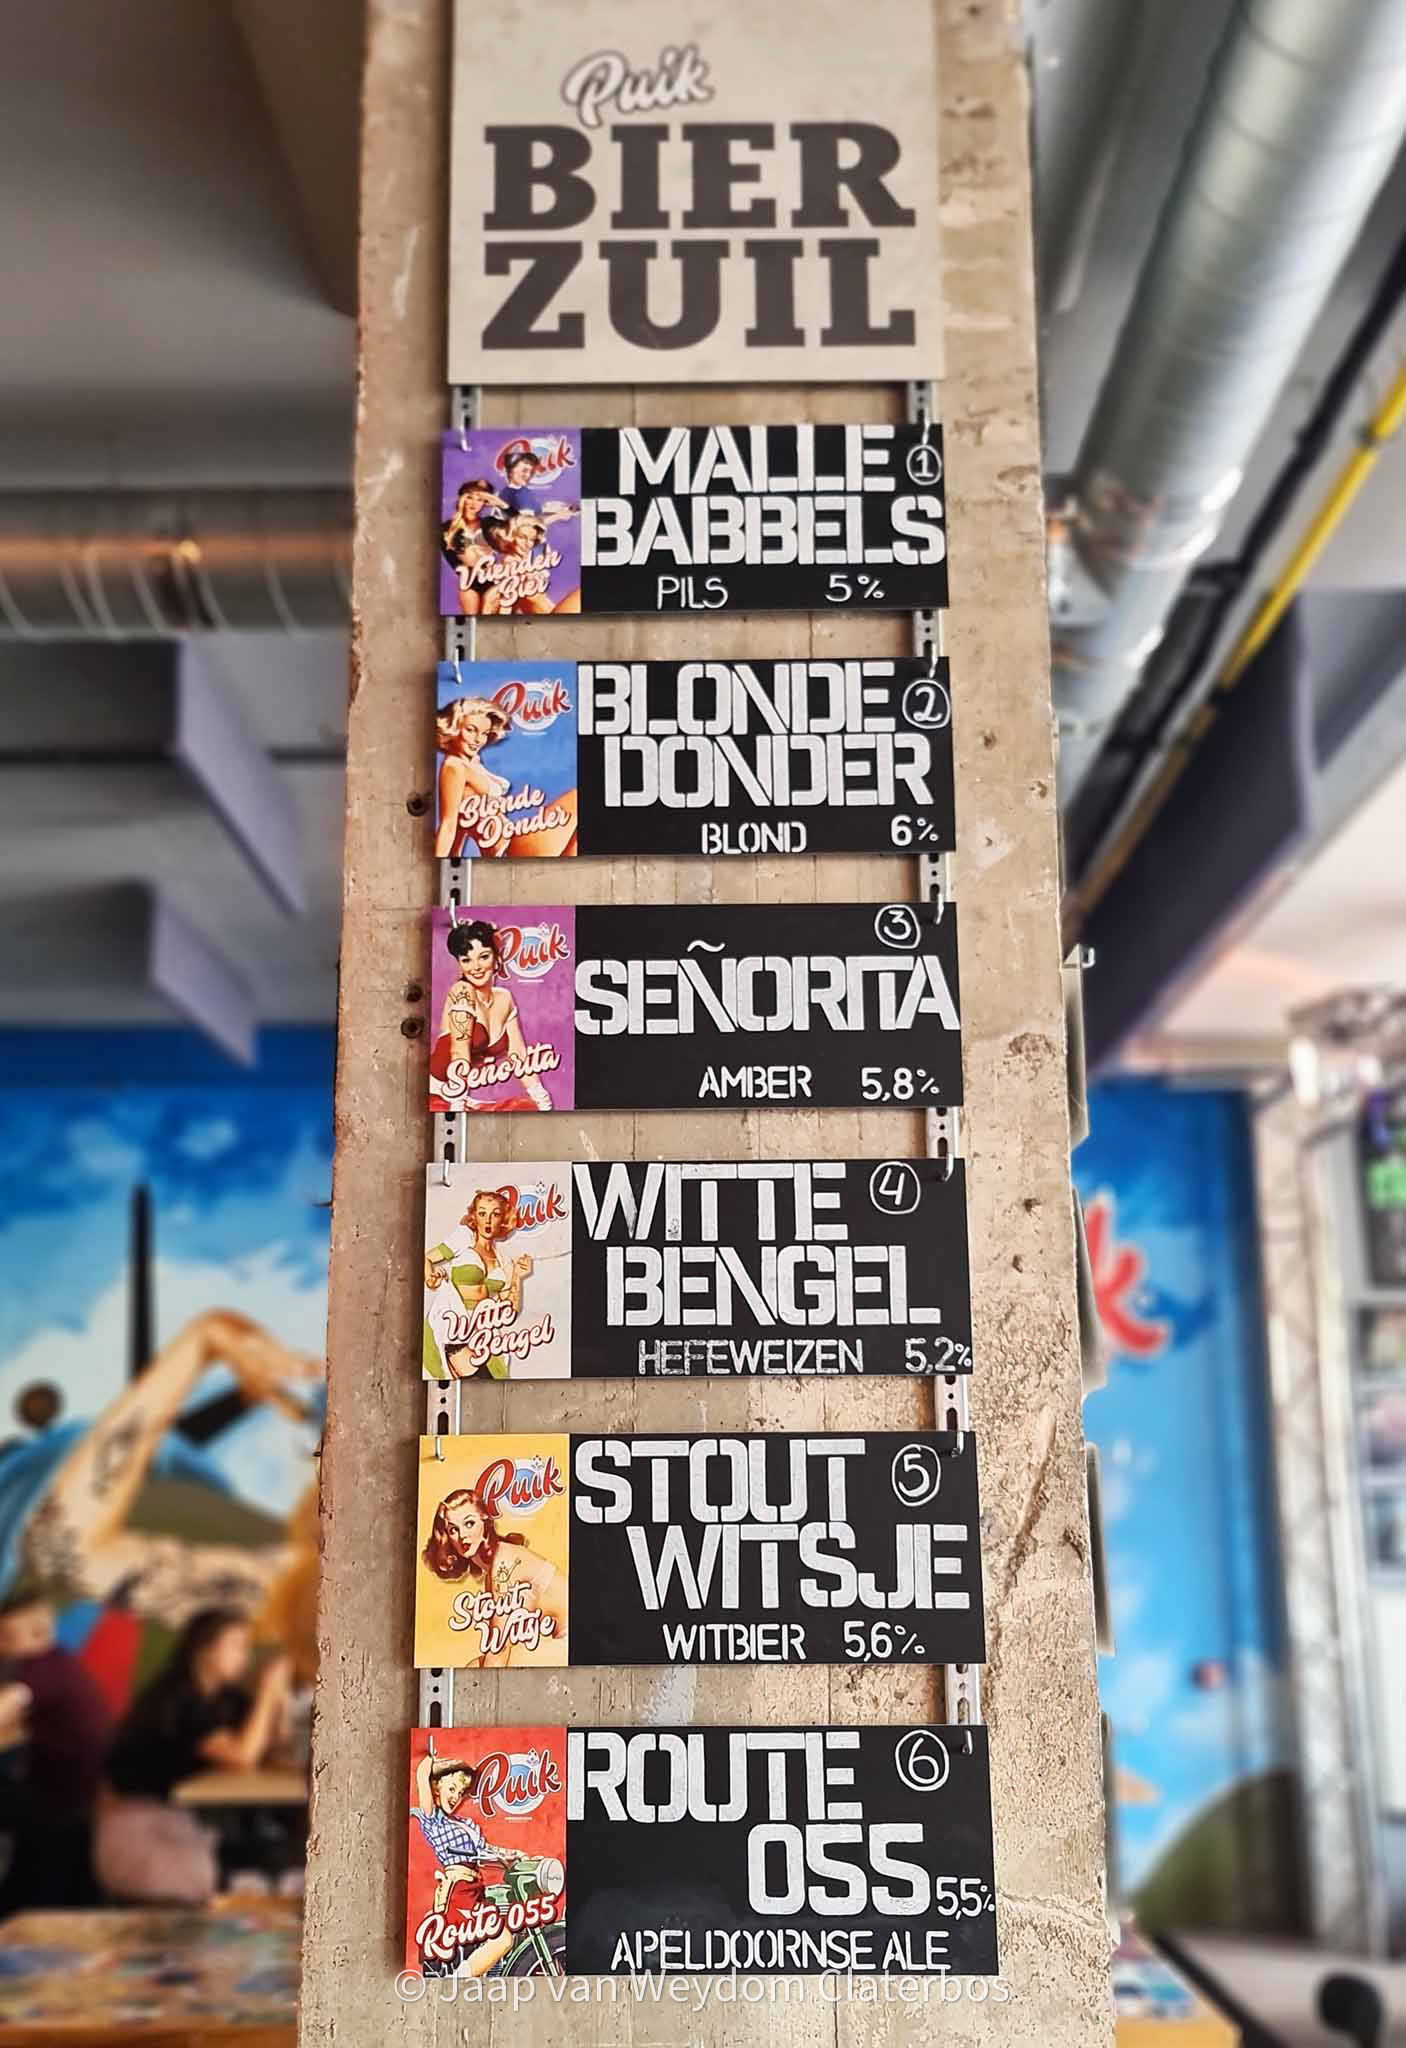 Puik
BIER
ZUIL
Puik
Vrienden
Bier
MALLE 1
BABBELS
PILS 5%
Puik
Blonde
Donder
BLONDE 2
DONDER
BLOND 6%
Puik
Señorita
3
SEÑORITA
AMBER 5,8%
Puik
Witte
Bengel
WITTE 4
BENGEL
HEFEWEIZEN 5,2%
Puik
Stout
Witsje
STOUT 5
WITSJE
WITBIER 5,6%
Puik
Route 055
ROUTE 6
055 5,5%
APELDOORNSE ALE
© Jaap van Weydom Claterbos